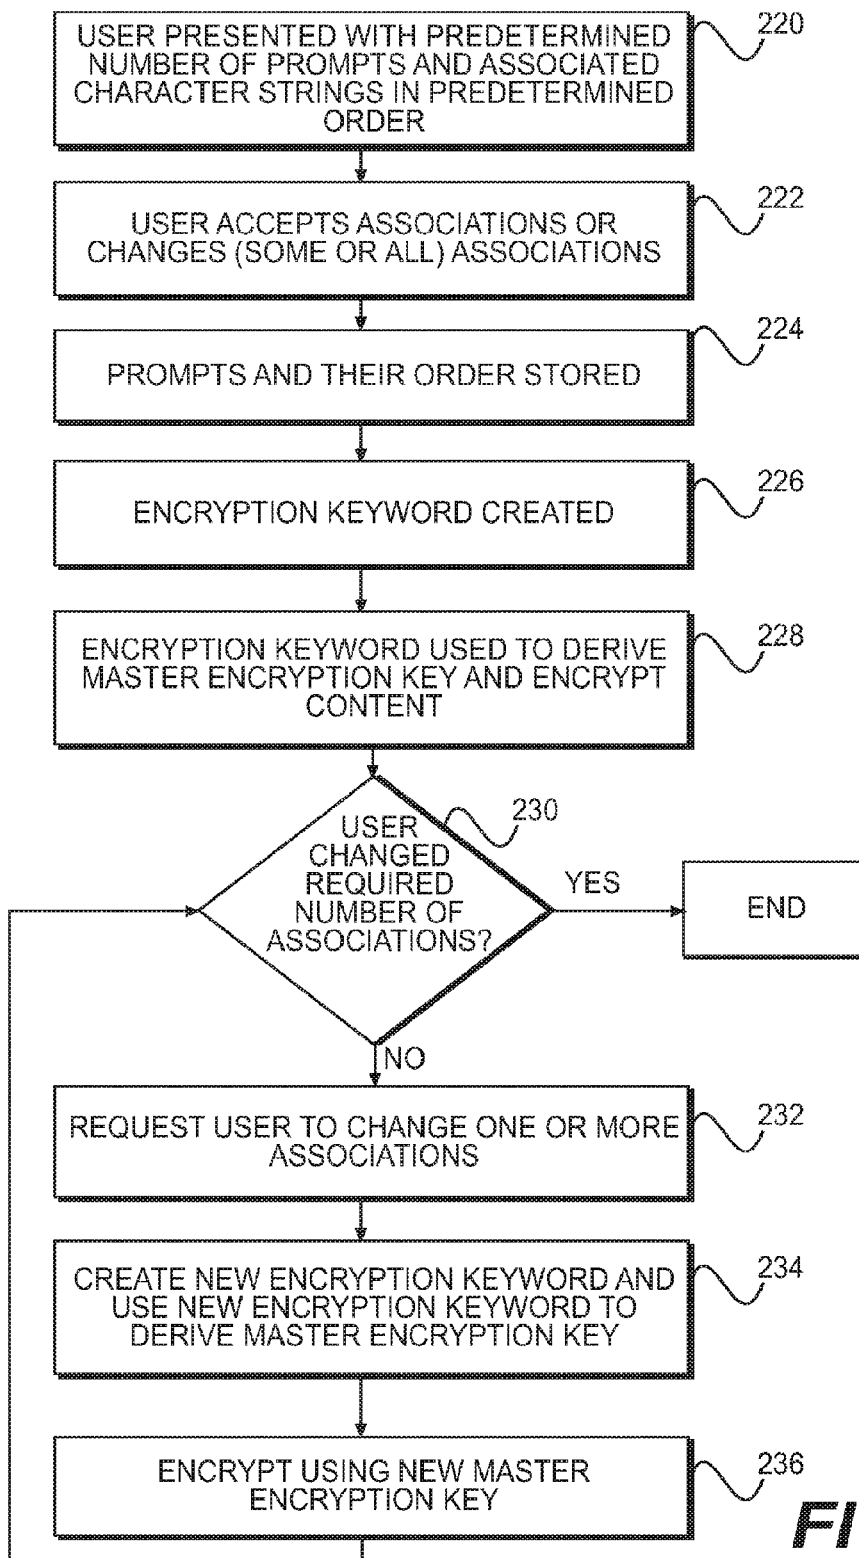 USER PRESENTED WITH PREDETERMINED
NUMBER OF PROMPTS AND ASSOCIATED
CHARACTER STRINGS IN PREDETERMINED
ORDER
220
USER ACCEPTS ASSOCIATIONS OR
CHANGES (SOME OR ALL) ASSOCIATIONS
222
PROMPTS AND THEIR ORDER STORED
224
ENCRYPTION KEYWORD CREATED
226
ENCRYPTION KEYWORD USED TO DERIVE
MASTER ENCRYPTION KEY AND ENCRYPT
CONTENT
228
USER
CHANGED
REQUIRED
NUMBER OF
ASSOCIATIONS?
230
YES
END
NO
REQUEST USER TO CHANGE ONE OR MORE
ASSOCIATIONS
232
CREATE NEW ENCRYPTION KEYWORD AND
USE NEW ENCRYPTION KEYWORD TO
DERIVE MASTER ENCRYPTION KEY
234
ENCRYPT USING NEW MASTER
ENCRYPTION KEY
236
FI